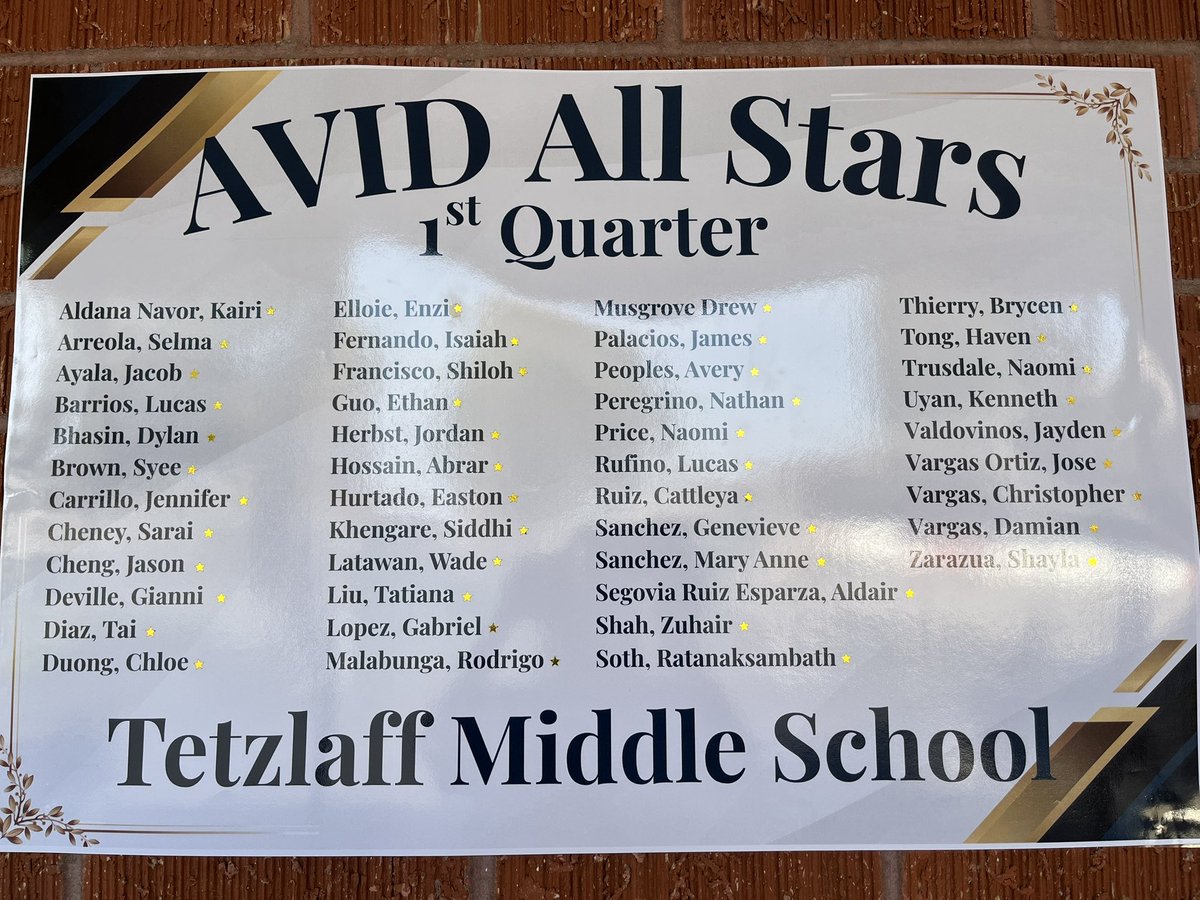 AVID All Stars
1st Quarter
Aldana Navor, Kairi
Arreola, Selma
Ayala, Jacob
Barrios, Lucas
Bhasin, Dylan
Brown, Syee
Carrillo, Jennifer
Cheney, Sarai
Cheng, Jason
Deville, Gianni
Diaz, Tai
Duong, Chloe
Elloie, Enzi
Fernando, Isaiah
Francisco, Shiloh
Guo, Ethan
Herbst, Jordan
Hossain, Abrar
Hurtado, Easton
Khengare, Siddhi
Latawan, Wade
Liu, Tatiana
Lopez, Gabriel
Malabunga, Rodrigo
Musgrove Drew
Palacios, James
Peoples, Avery
Peregrino, Nathan
Price, Naomi
Rufino, Lucas
Ruiz, Cattleya
Sanchez, Genevieve
Sanchez, Mary Anne
Segovia Ruiz Esparza, Aldair
Shah, Zuhair
Soth, Ratanaksambath
Thierry, Brycen
Tong, Haven
Trusdale, Naomi
Uyan, Kenneth
Valdovinos, Jayden
Vargas Ortiz, Jose
Vargas, Christopher
Vargas, Damian
Zarazua, Shayla
Tetzlaff Middle School